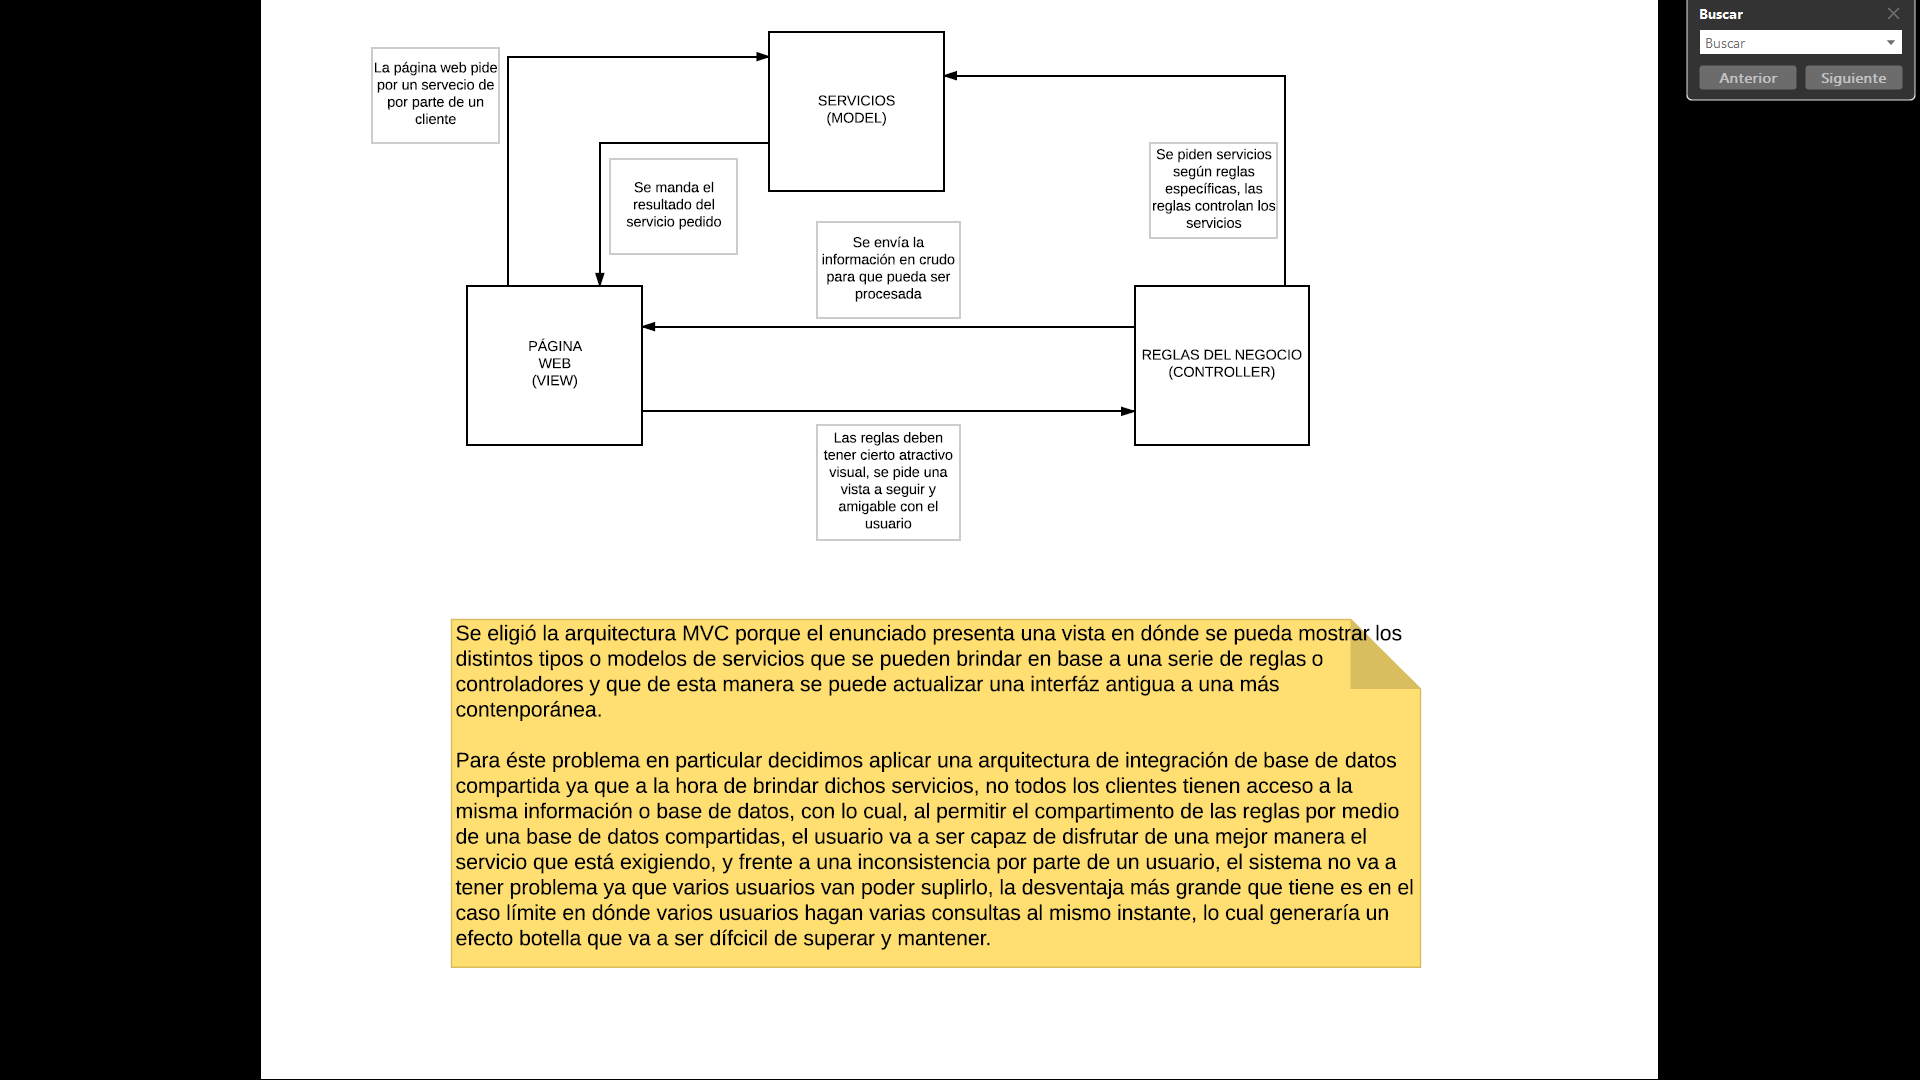 La página web pide
por un servecio de
por parte de un
cliente
SERVICIOS
(MODEL)
Se manda el
resultado del
servicio pedido
Se piden servicios
según reglas
específicas, las
reglas controlan los
servicios
Se envía la
información en crudo
para que pueda ser
procesada
PÁGINA
WEB
(VIEW)
REGLAS DEL NEGOCIO
(CONTROLLER)
Las reglas deben
tener cierto atractivo
visual, se pide una
vista a seguir y
amigable con el
usuario
Se eligió la arquitectura MVC porque el enunciado presenta una vista en dónde se pueda mostrar los
distintos tipos o modelos de servicios que se pueden brindar en base a una serie de reglas o
controladores y que de esta manera se puede actualizar una interfáz antigua a una más
contenporánea.
Para éste problema en particular decidimos aplicar una arquitectura de integración de base de datos
compartida ya que a la hora de brindar dichos servicios, no todos los clientes tienen acceso a la
misma información o base de datos, con lo cual, al permitir el compartimento de las reglas por medio
de una base de datos compartidas, el usuario va a ser capaz de disfrutar de una mejor manera el
servicio que está exigiendo, y frente a una inconsistencia por parte de un usuario, el sistema no va a
tener problema ya que varios usuarios van poder suplirlo, la desventaja más grande que tiene es en el
caso límite en dónde varios usuarios hagan varias consultas al mismo instante, lo cual generaría un
efecto botella que va a ser dífcicil de superar y mantener.
Buscar
Buscar
Anterior Siguiente